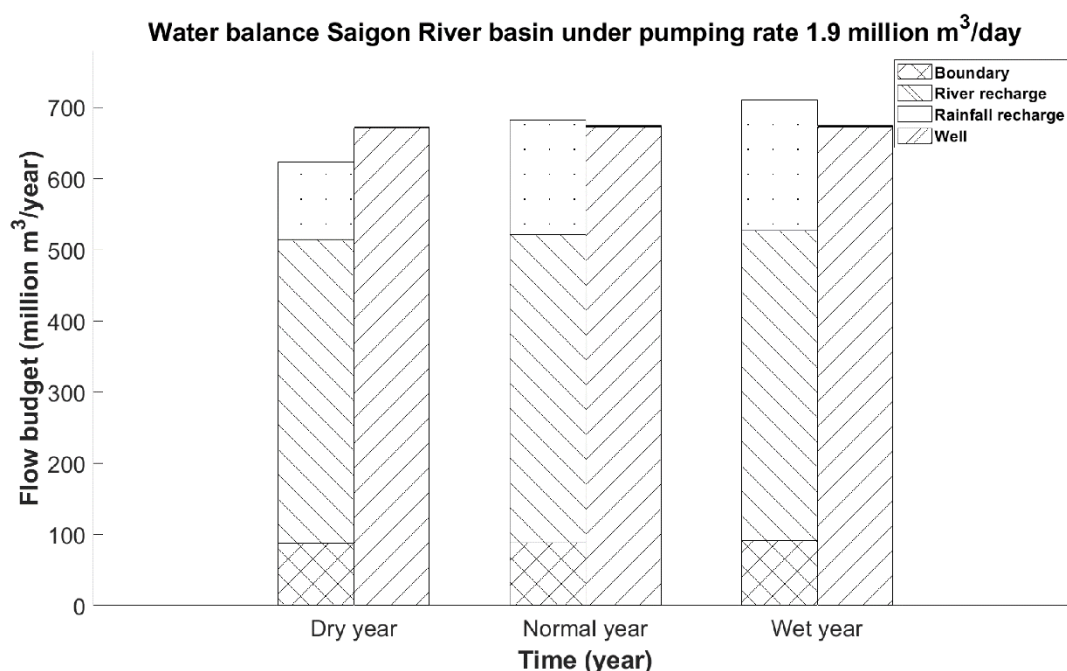 Water balance Saigon River basin under pumping rate 1.9 million m³/day
Boundary
River recharge
Rainfall recharge
Well
Flow budget (million m³/year)
700
600
500
400
300
200
100
0
Dry year
Normal year
Wet year
Time (year)